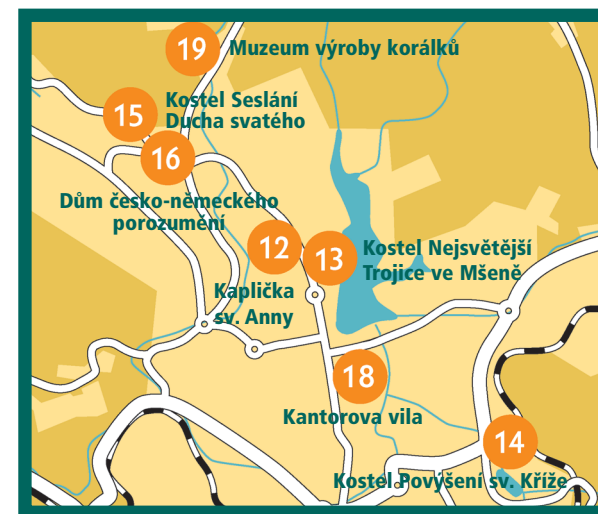 19 Muzeum výroby korálků
15 Kostel Seslání
Ducha svatého
16
Dům česko-německého
porozumění
12
13 Kostel Nejsvětější
Trojice ve Mšeně
Kaplička
sv. Anny
18
Kantorova vila
14
Kostel Povýšení sv. Kříže